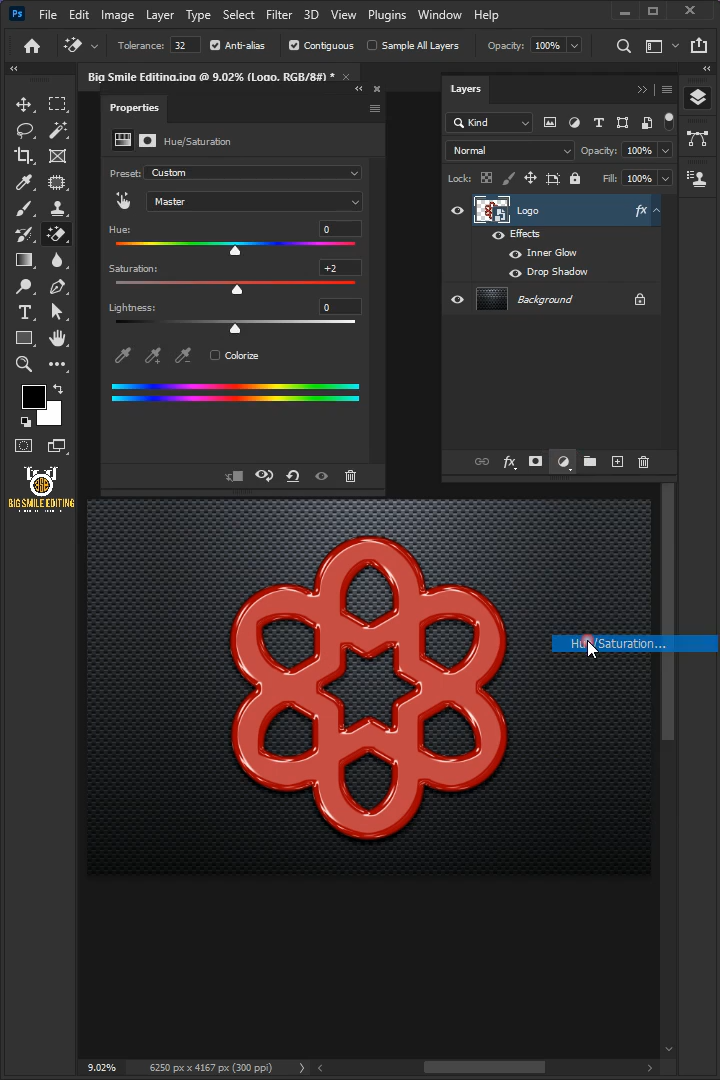 Ps File Edit Image Layer Type Select Filter 3D View Plugins Window Help
Tolerance: 32 Anti-alias Contiguous Sample All Layers Opacity: 100%
Big Smile Editing.jpg @ 9.02% (Logo, RGB/8#) * ×
Properties
Hue/Saturation
Preset: Custom
Master
Hue: 0
Saturation: +2
Lightness: 0
Colorize
Layers
Kind
Normal Opacity: 100%
Lock: Fill: 100%
Logo fx
Effects
Inner Glow
Drop Shadow
Background
fx
BIG SMILE EDITING
Hue/Saturation...
9.02% 6250 px x 4167 px (300 ppi)